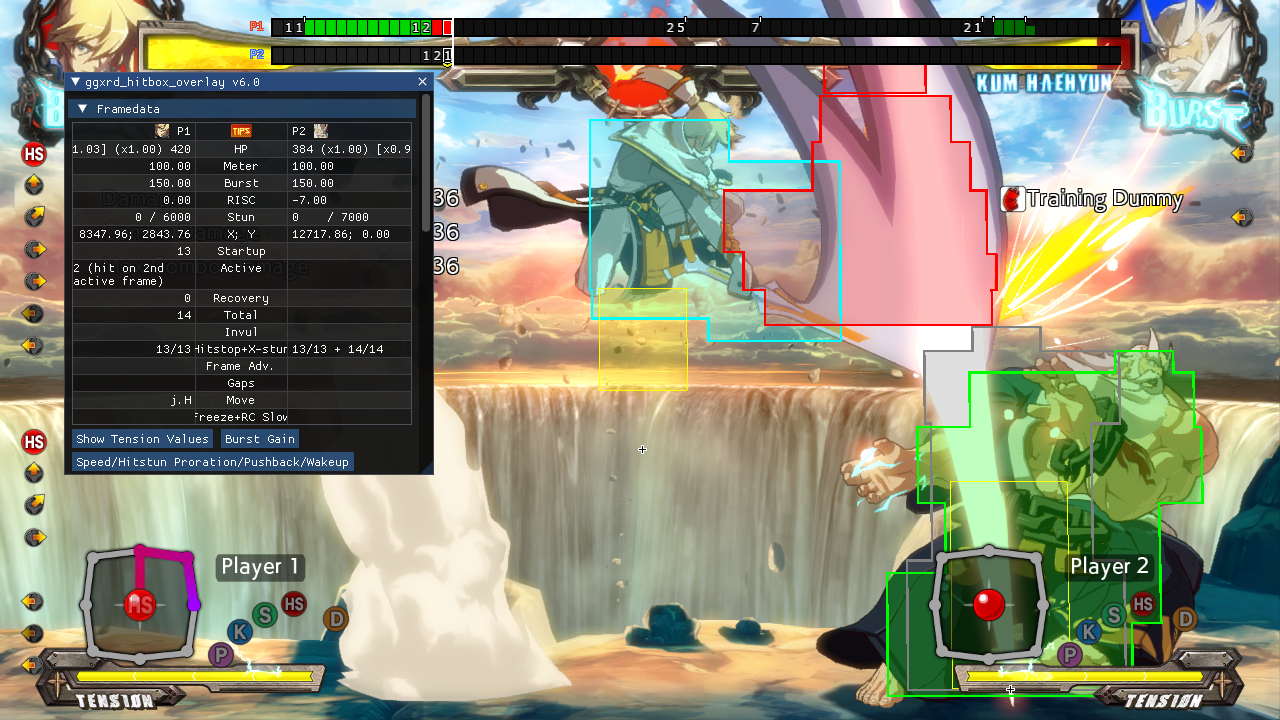 P1 11 12 25 7 21
P2 12 1
ggxrd_hitbox_overlay v6.0
Framedata
P1 TIPS P2
1.03] (x1.00) 420 HP 384 (x1.00) [x0.9
100.00 Meter 100.00
150.00 Burst 150.00
0.00 RISC
0 / 6000 Stun 0 / 7000
8347.96; 2843.76 X; Y 12717.86; 0.00
13 Startup
2 (hit on 2nd Active
active frame)
0 Recovery
14 Total
Invul
13/13 Hitstop+X-stun 13/13 + 14/14
Frame Adv.
Gaps
j.H Move
Freeze+RC Slow
Show Tension Values Burst Gain
Speed/Hitstun Proration/Pushback/Wakeup
KUM HAEHYUN
BURST
HS
36
36
36
Training Dummy
HS
Player 1
HS
P K S HS D
TENSION
Player 2
P K S HS D
TENSION